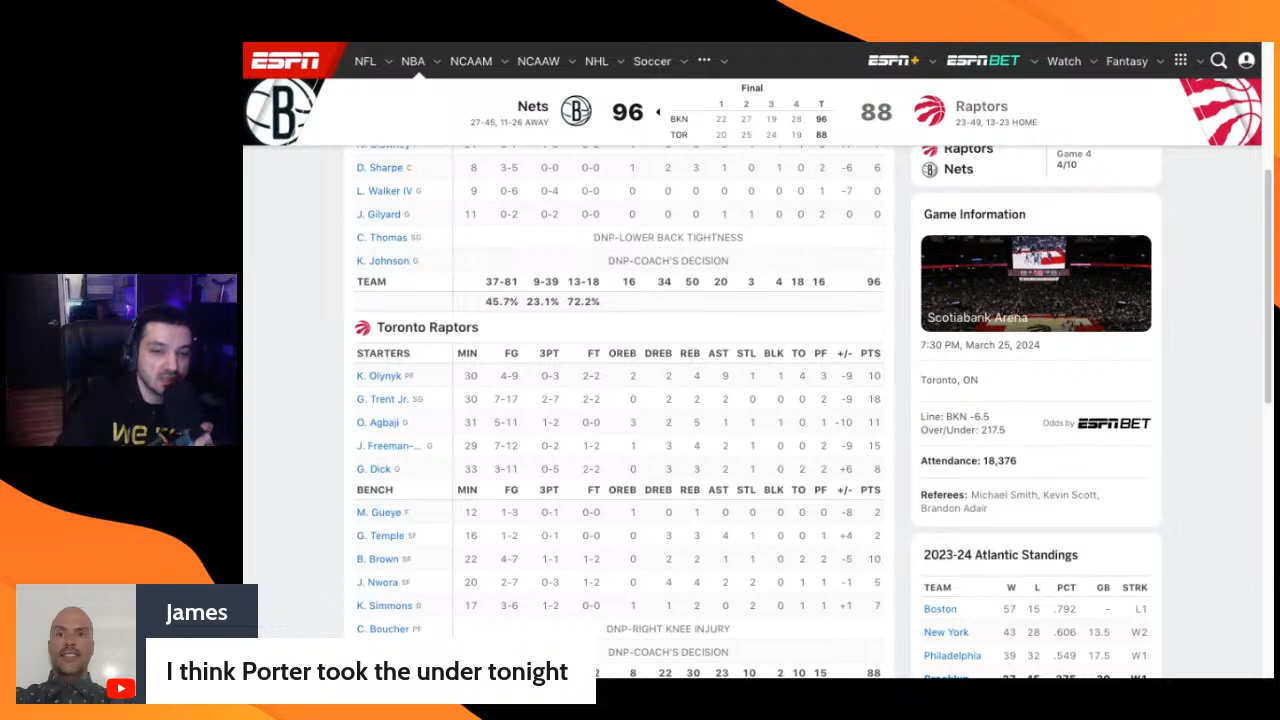 ESPN NFL NBA NCAAM NCAAW NHL Soccer ••• ESPN+ ESPN BET Watch Fantasy
Final
B Nets B 96 1 2 3 4 T 88 Raptors
27-45, 11-26 AWAY BKN 22 27 19 28 96 23-49, 13-23 HOME
TOR 20 25 24 19 88
D. Sharpe C 8 3-5 0-0 0-0 1 2 3 1 0 1 0 2 -6 6
L. Walker IV G 9 0-6 0-4 0-0 0 0 0 0 0 0 0 1 -7 0
J. Gilyard G 11 0-2 0-2 0-0 0 0 0 1 1 0 0 2 0 0
C. Thomas SG DNP-LOWER BACK TIGHTNESS
K. Johnson G DNP-COACH'S DECISION
TEAM 37-81 9-39 13-18 16 34 50 20 3 4 18 16 96
45.7% 23.1% 72.2%
Toronto Raptors
STARTERS MIN FG 3PT FT OREB DREB REB AST STL BLK TO PF +/- PTS
K. Olynyk PF 30 4-9 0-3 2-2 2 2 4 9 1 1 4 3 -9 10
G. Trent Jr. SG 30 7-17 2-7 2-2 0 2 2 2 0 0 0 2 -9 18
O. Agbaji G 31 5-11 1-2 0-0 3 2 5 1 1 1 0 1 -10 11
J. Freeman-... G 29 7-12 0-2 1-2 1 3 4 2 1 0 1 2 -9 15
G. Dick G 33 3-11 0-5 2-2 0 3 3 2 1 0 2 2 +6 8
BENCH MIN FG 3PT FT OREB DREB REB AST STL BLK TO PF +/- PTS
M. Gueye F 12 1-3 0-1 0-0 1 0 1 0 0 0 0 0 -8 2
G. Temple SF 16 1-2 0-1 0-0 0 3 3 4 1 0 0 1 +4 2
B. Brown SF 22 4-7 1-1 1-2 0 2 2 1 1 0 2 2 -5 10
J. Nwora SF 20 2-7 0-3 1-2 0 4 4 2 2 0 1 1 -1 5
K. Simmons G 17 3-6 1-2 0-0 1 1 2 0 2 0 1 1 +1 7
C. Boucher PF DNP-RIGHT KNEE INJURY
DNP-COACH'S DECISION
8 22 30 23 10 2 10 15 88
Raptors
Nets
Game 4
4/10
Game Information
Scotiabank Arena
7:30 PM, March 25, 2024
Toronto, ON
Line: BKN -6.5
Over/Under: 217.5
Odds by ESPN BET
Attendance: 18,376
Referees: Michael Smith, Kevin Scott,
Brandon Adair
2023-24 Atlantic Standings
TEAM W L PCT GB STRK
Boston 57 15 .792 - L1
New York 43 28 .606 13.5 W2
Philadelphia 39 32 .549 17.5 W1
James
I think Porter took the under tonight